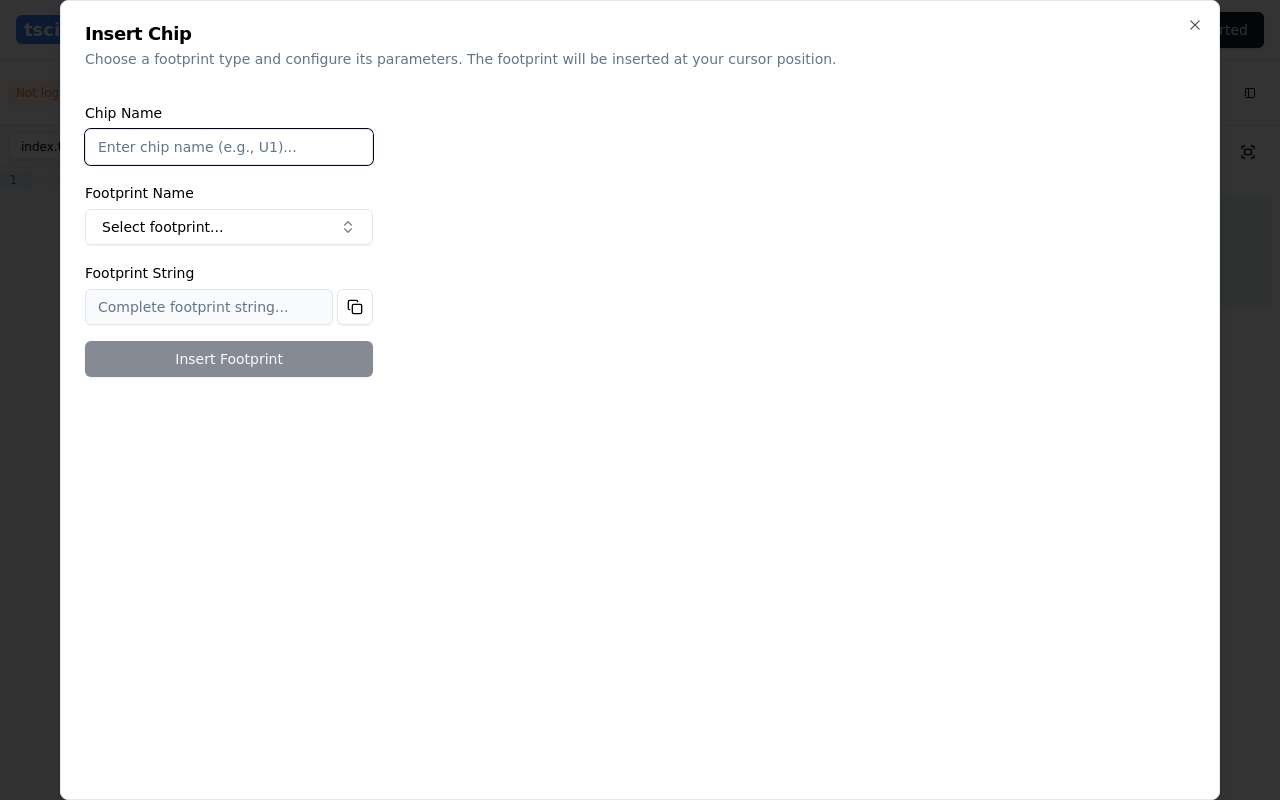 Insert Chip
Choose a footprint type and configure its parameters. The footprint will be inserted at your cursor position.
Chip Name
Enter chip name (e.g., U1)...
Footprint Name
Select footprint...
Footprint String
Complete footprint string...
Insert Footprint
tsci
rted
Not log
index.t
1